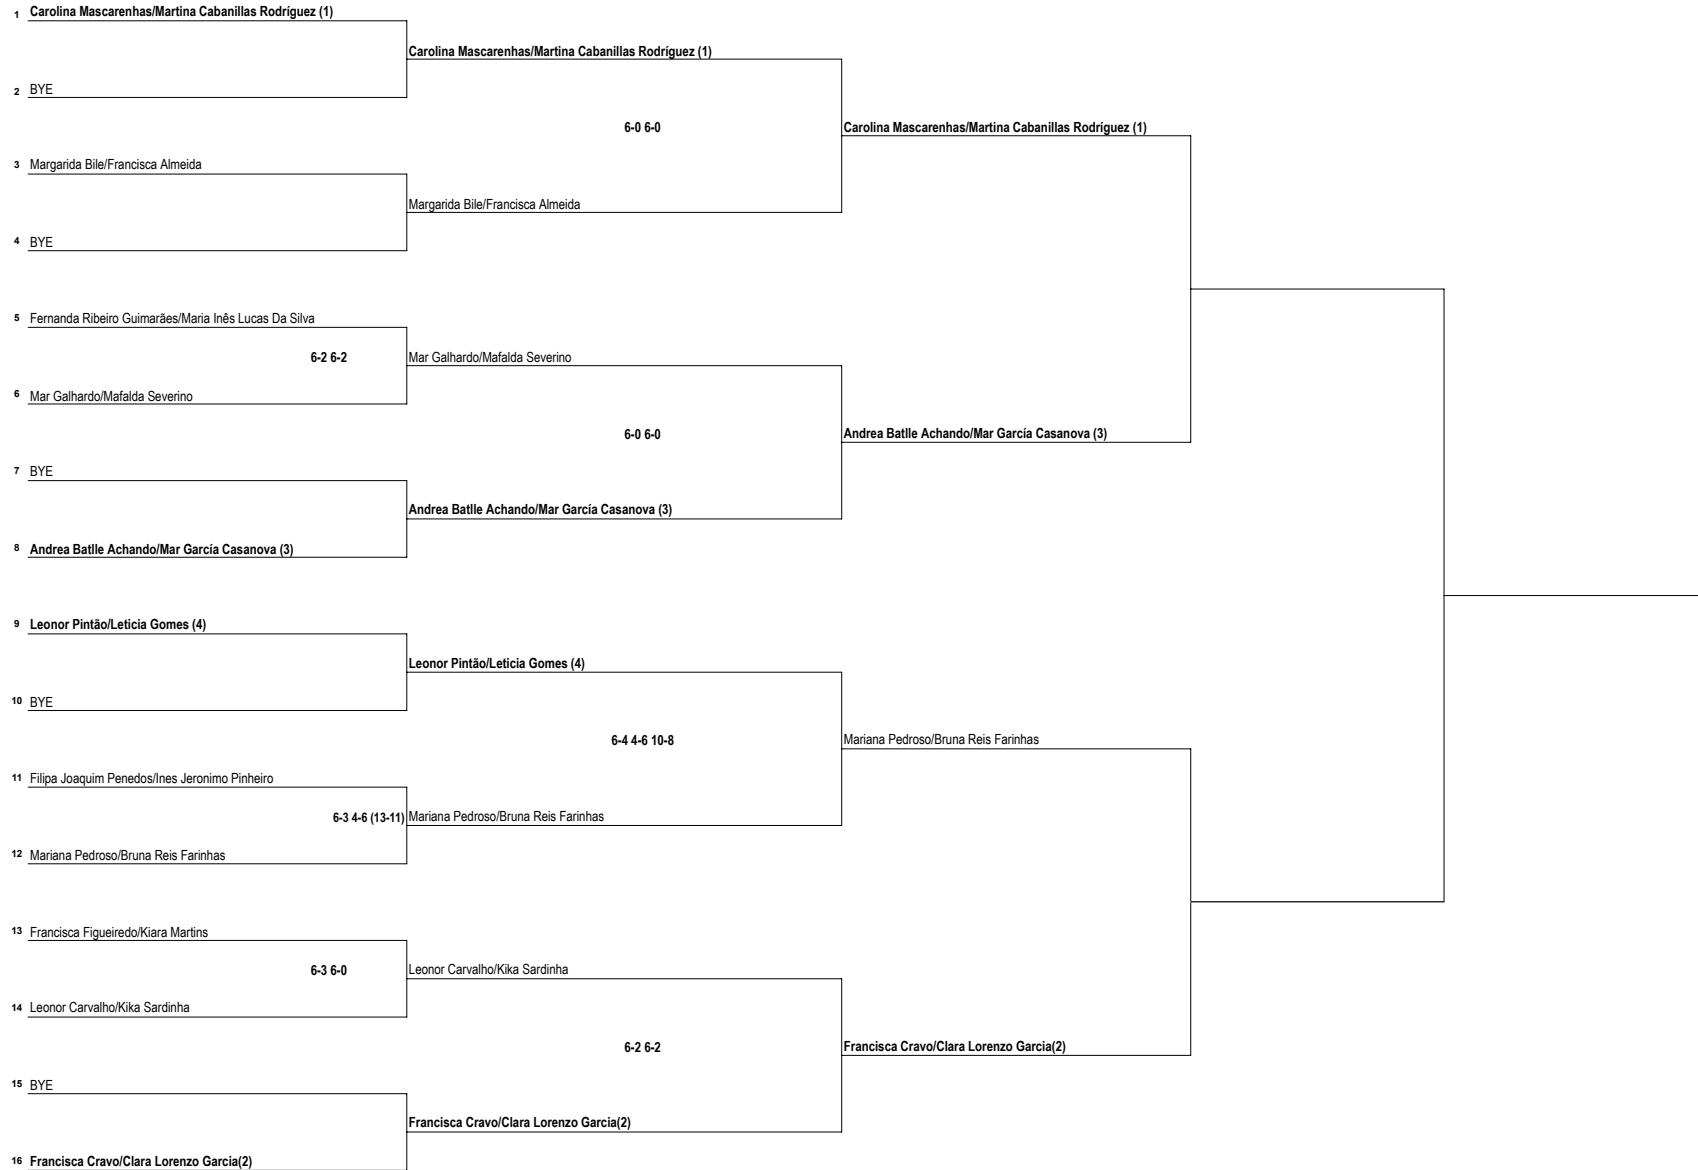 1 Carolina Mascarenhas/Martina Cabanillas Rodríguez (1)
Carolina Mascarenhas/Martina Cabanillas Rodríguez (1)
2 BYE
6-0 6-0
Carolina Mascarenhas/Martina Cabanillas Rodríguez (1)
3 Margarida Bile/Francisca Almeida
Margarida Bile/Francisca Almeida
4 BYE
5 Fernanda Ribeiro Guimarães/Maria Inês Lucas Da Silva
6-2 6-2
Mar Galhardo/Mafalda Severino
6 Mar Galhardo/Mafalda Severino
6-0 6-0
Andrea Batlle Achando/Mar García Casanova (3)
7 BYE
Andrea Batlle Achando/Mar García Casanova (3)
8 Andrea Batlle Achando/Mar García Casanova (3)
9 Leonor Pintão/Leticia Gomes (4)
Leonor Pintão/Leticia Gomes (4)
10 BYE
6-4 4-6 10-8
Mariana Pedroso/Bruna Reis Farinhas
11 Filipa Joaquim Penedos/Ines Jeronimo Pinheiro
6-3 4-6 (13-11)
Mariana Pedroso/Bruna Reis Farinhas
12 Mariana Pedroso/Bruna Reis Farinhas
13 Francisca Figueiredo/Kiara Martins
6-3 6-0
Leonor Carvalho/Kika Sardinha
14 Leonor Carvalho/Kika Sardinha
6-2 6-2
Francisca Cravo/Clara Lorenzo Garcia(2)
15 BYE
Francisca Cravo/Clara Lorenzo Garcia(2)
16 Francisca Cravo/Clara Lorenzo Garcia(2)